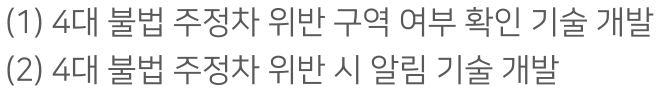 (1) 4대 불법 주정차 위반 구역 여부 확인 기술 개발
(2) 4대 불법 주정차 위반 시 알림 기술 개발